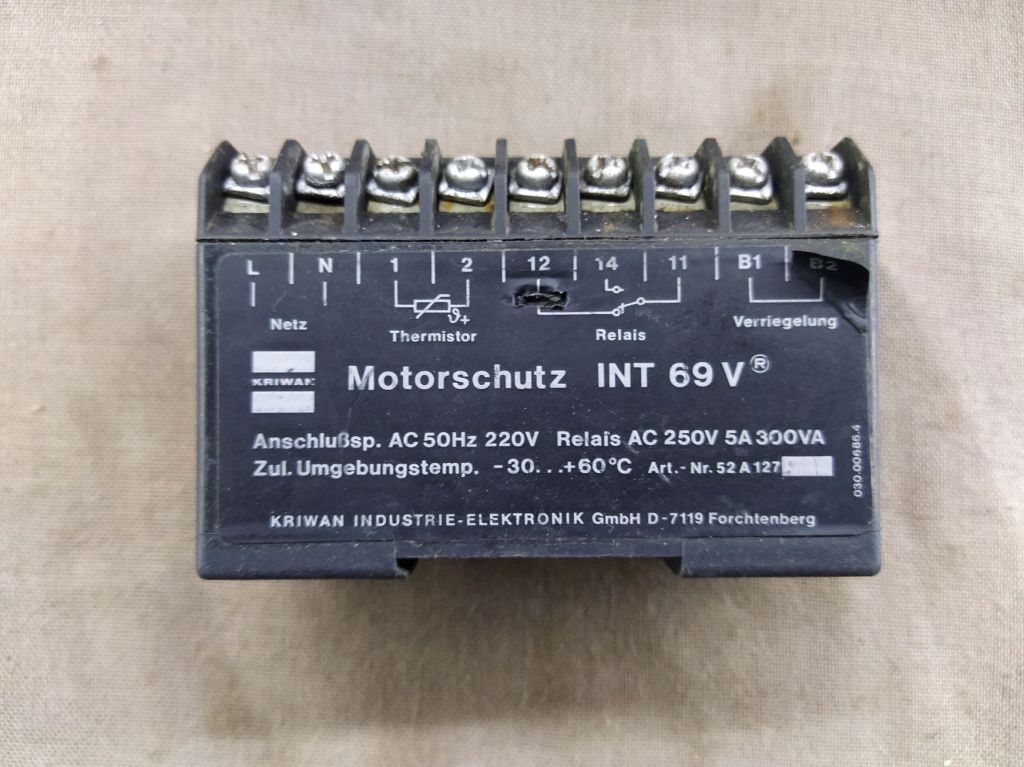 L N 1 2 12 14 11 B1 B2
ϑ+
Netz Thermistor Relais Verriegelung
KRIWAN
Motorschutz INT 69 V®
Anschlußsp. AC 50Hz 220V Relais AC 250V 5A 300VA
Zul. Umgebungstemp. -30...+60°C Art.-Nr. 52 A 127
030.00686.4
KRIWAN INDUSTRIE-ELEKTRONIK GmbH D-7119 Forchtenberg